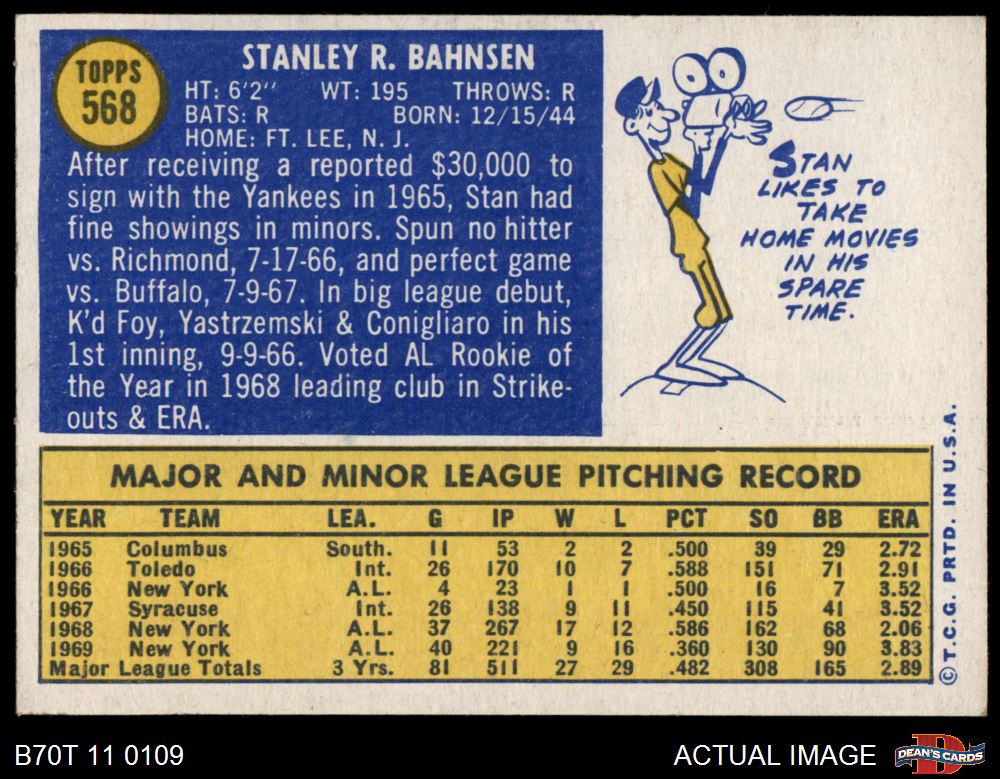 TOPPS
568
STANLEY R. BAHNSEN
HT: 6'2" WT: 195 THROWS: R
BATS: R BORN: 12/15/44
HOME: FT. LEE, N. J.
After receiving a reported $30,000 to
sign with the Yankees in 1965, Stan had
fine showings in minors. Spun no hitter
vs. Richmond, 7-17-66, and perfect game
vs. Buffalo, 7-9-67. In big league debut,
K'd Foy, Yastrzemski & Conigliaro in his
1st inning, 9-9-66. Voted AL Rookie of
the Year in 1968 leading club in Strike-
outs & ERA.
STAN
LIKES TO
TAKE
HOME MOVIES
IN HIS
SPARE
TIME.
MAJOR AND MINOR LEAGUE PITCHING RECORD
YEAR TEAM LEA. G IP W L PCT SO BB ERA
1965 Columbus South. 11 53 2 2 .500 39 29 2.72
1966 Toledo Int. 26 170 10 7 .588 151 71 2.91
1966 New York A.L. 4 23 1 1 .500 16 7 3.52
1967 Syracuse Int. 26 138 9 11 .450 115 41 3.52
1968 New York A.L. 37 267 17 12 .586 162 68 2.06
1969 New York A.L. 40 221 9 16 .360 130 90 3.83
Major League Totals 3 Yrs. 81 511 27 29 .482 308 165 2.89
© T.C.G. PRTD. IN U.S.A.
B70T 11 0109
ACTUAL IMAGE
DEAN'S CARDS